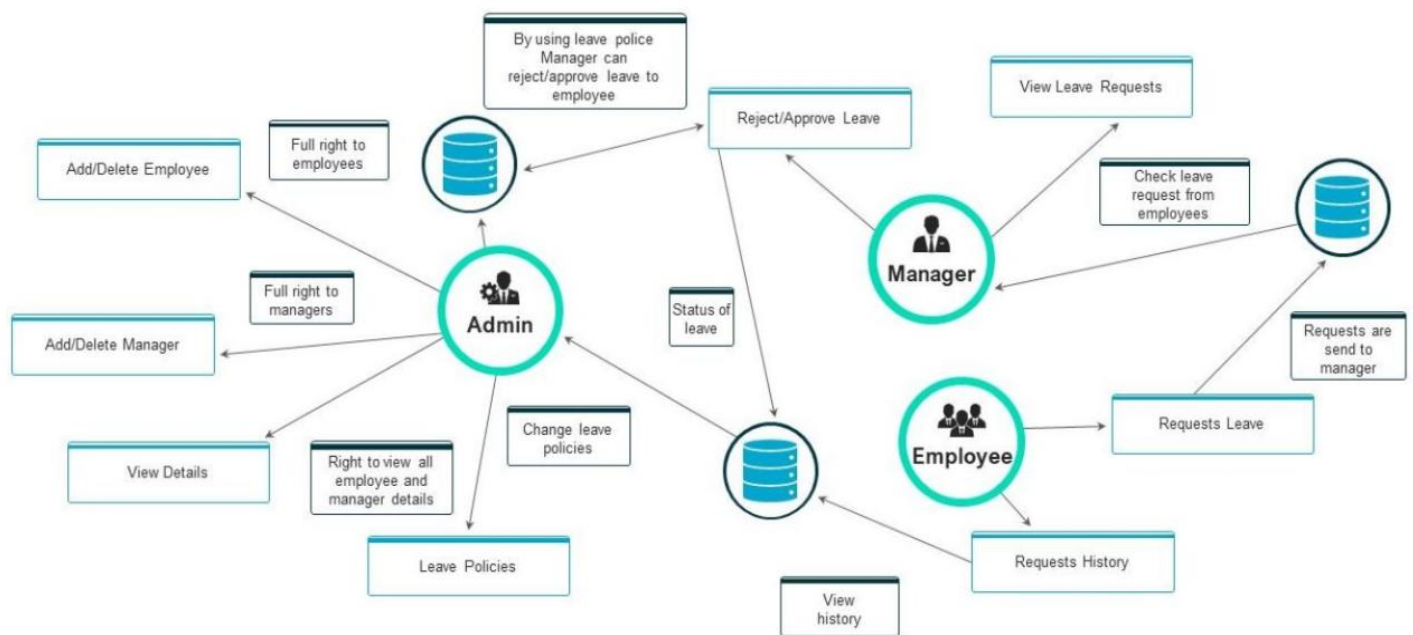 By using leave police
Manager can
reject/approve leave to
employee
View Leave Requests
Reject/Approve Leave
Full right to
employees
Add/Delete Employee
Check leave
request from
employees
Manager
Full right to
managers
Admin
Status of
leave
Add/Delete Manager
Requests are
send to
manager
Employee
Requests Leave
Change leave
policies
View Details
Right to view all
employee and
manager details
Leave Policies
Requests History
View
history